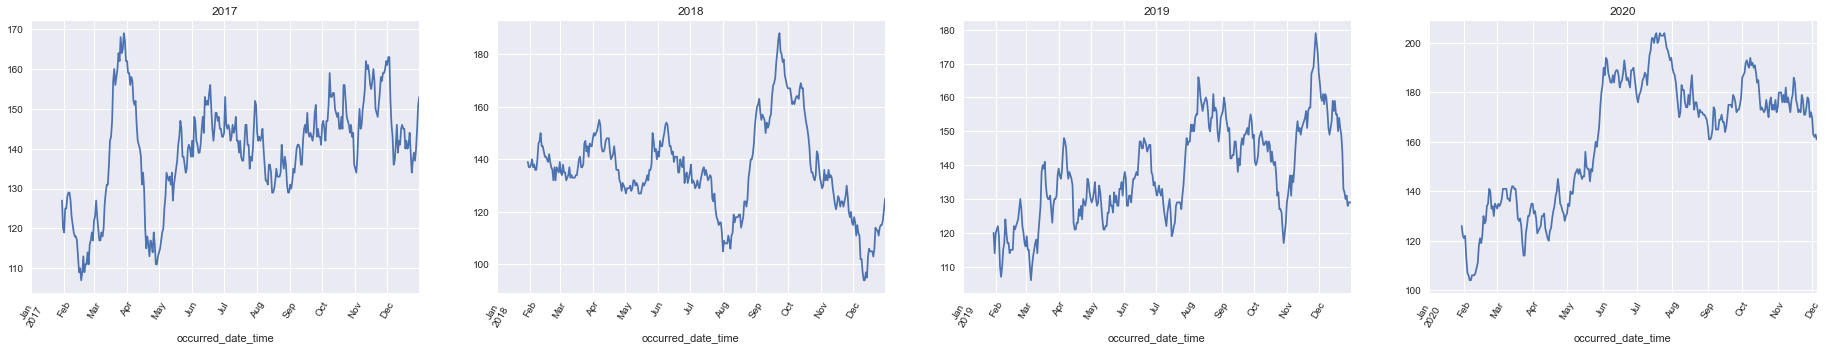 2017
170
160
150
140
130
120
110
Jan
2017
Feb
Mar
Apr
May
Jun
Jul
Aug
Sep
Oct
Nov
Dec
occurred_date_time
2018
180
160
140
120
100
Jan
2018
Feb
Mar
Apr
May
Jun
Jul
Aug
Sep
Oct
Nov
Dec
occurred_date_time
2019
180
170
160
150
140
130
120
110
Jan
2019
Feb
Mar
Apr
May
Jun
Jul
Aug
Sep
Oct
Nov
Dec
occurred_date_time
2020
200
180
160
140
120
100
Jan
2020
Feb
Mar
Apr
May
Jun
Jul
Aug
Sep
Oct
Nov
Dec
occurred_date_time